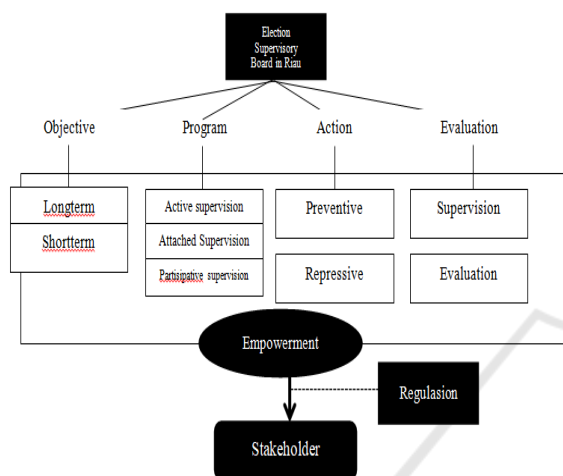 Election
Supervisory
Board in Riau
Objective Program Action Evaluation
Longterm
Shortterm
Active supervision
Attached Supervision
Partisipative supervision
Preventive
Repressive
Supervision
Evaluation
Empowerment
Regulasion
Stakeholder